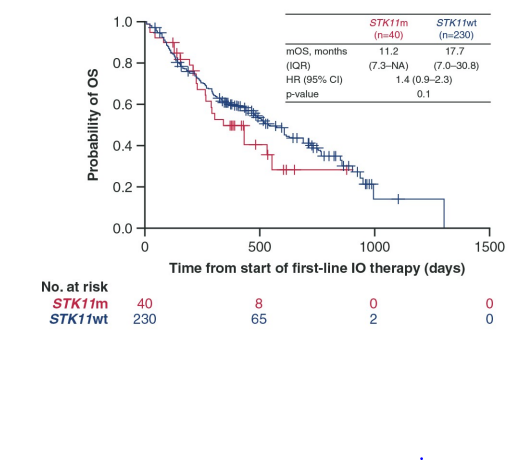 1.0
0.8
0.6
0.4
0.2
0.0
Probability of OS
STK11m STK11wt
(n=40) (n=230)
mOS, months 11.2 17.7
(IQR) (7.3–NA) (7.0–30.8)
HR (95% CI) 1.4 (0.9–2.3)
p-value 0.1
0 500 1000 1500
Time from start of first-line IO therapy (days)
No. at risk
STK11m 40 8 0 0
STK11wt 230 65 2 0